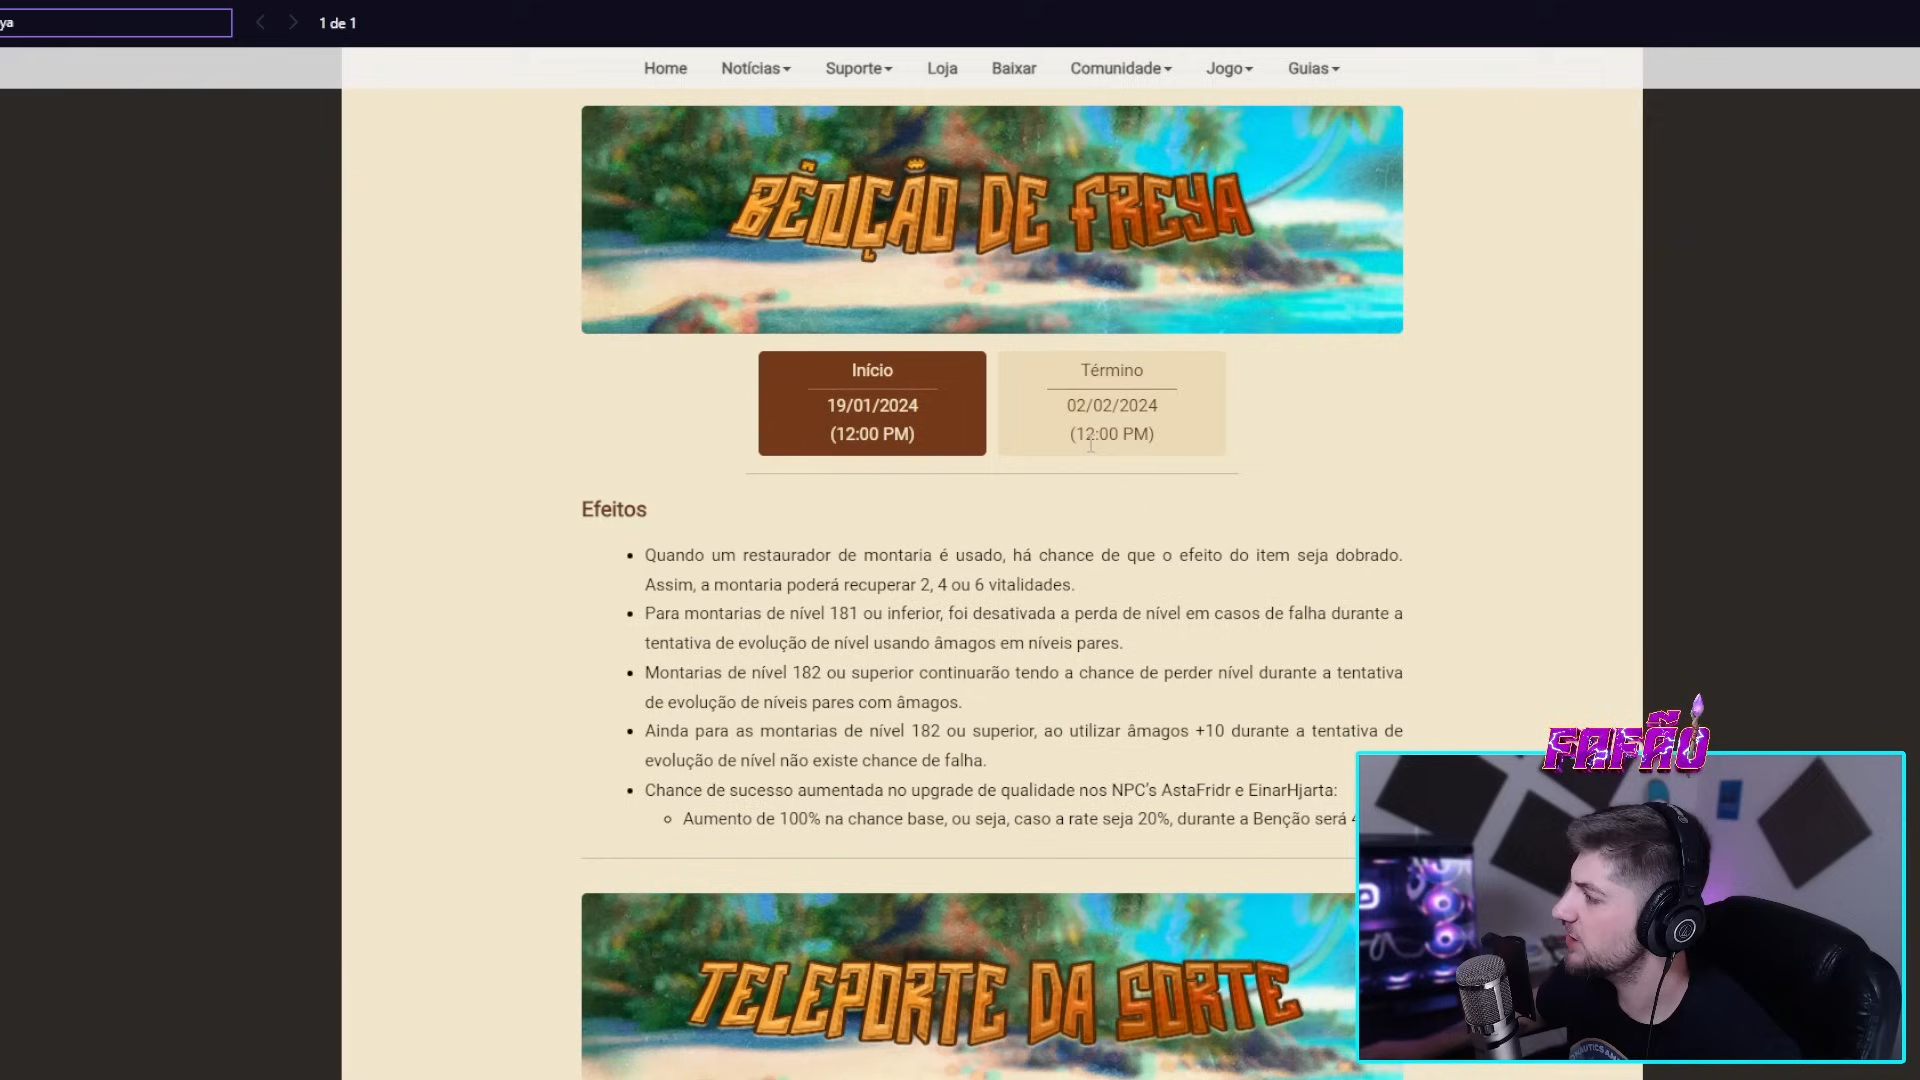 ya
1 de 1
Home Notícias Suporte Loja Baixar Comunidade Jogo Guias
BÊNÇÃO DE FREYA
Início
19/01/2024
(12:00 PM)
Término
02/02/2024
(12:00 PM)
Efeitos
Quando um restaurador de montaria é usado, há chance de que o efeito do item seja dobrado.
Assim, a montaria poderá recuperar 2, 4 ou 6 vitalidades.
Para montarias de nível 181 ou inferior, foi desativada a perda de nível em casos de falha durante a
tentativa de evolução de nível usando âmagos em níveis pares.
Montarias de nível 182 ou superior continuarão tendo a chance de perder nível durante a tentativa
de evolução de níveis pares com âmagos.
Ainda para as montarias de nível 182 ou superior, ao utilizar âmagos +10 durante a tentativa de
evolução de nível não existe chance de falha.
Chance de sucesso aumentada no upgrade de qualidade nos NPC's AstaFridr e EinarHjarta:
Aumento de 100% na chance base, ou seja, caso a rate seja 20%, durante a Benção será
FAFÃO
TELEPORTE DA SORTE